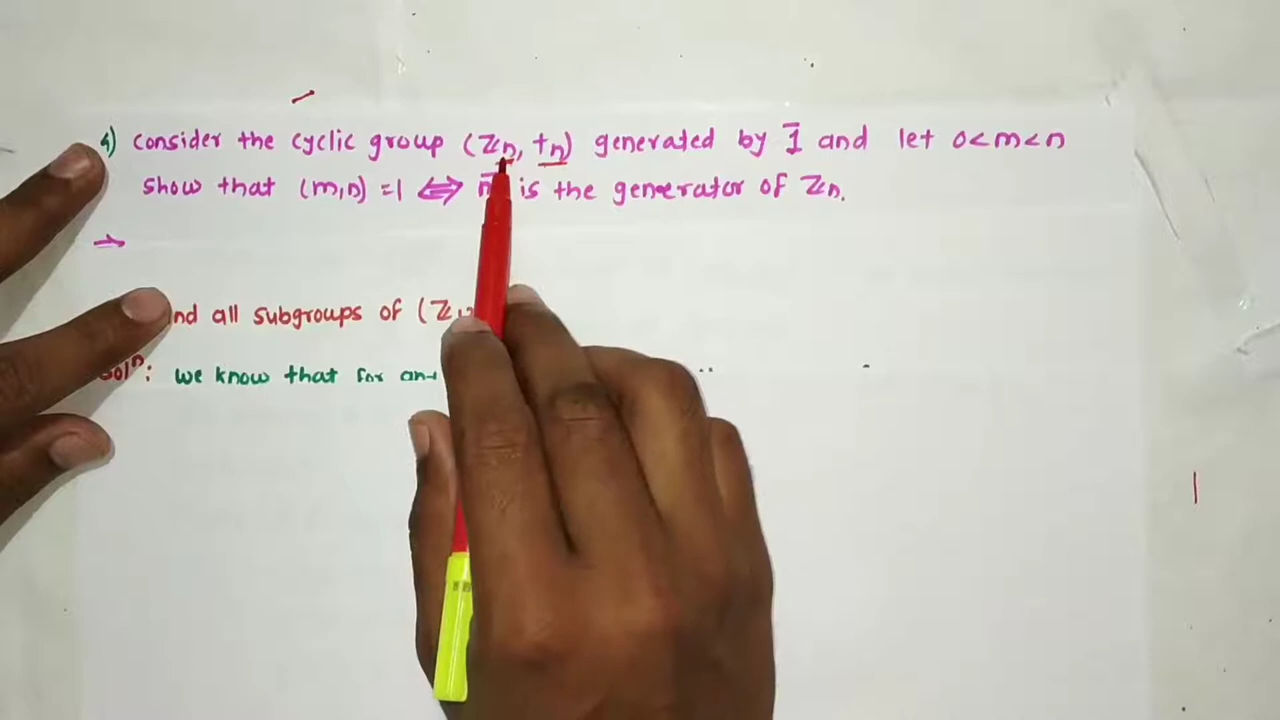 4) Consider the cyclic group (Zn, +n) generated by 1̄ and let 0<m<n
show that (m,n) =1 ⇔ is the generator of Zn.
→
nd all subgroups of (Z
Solⁿ: we know that for any